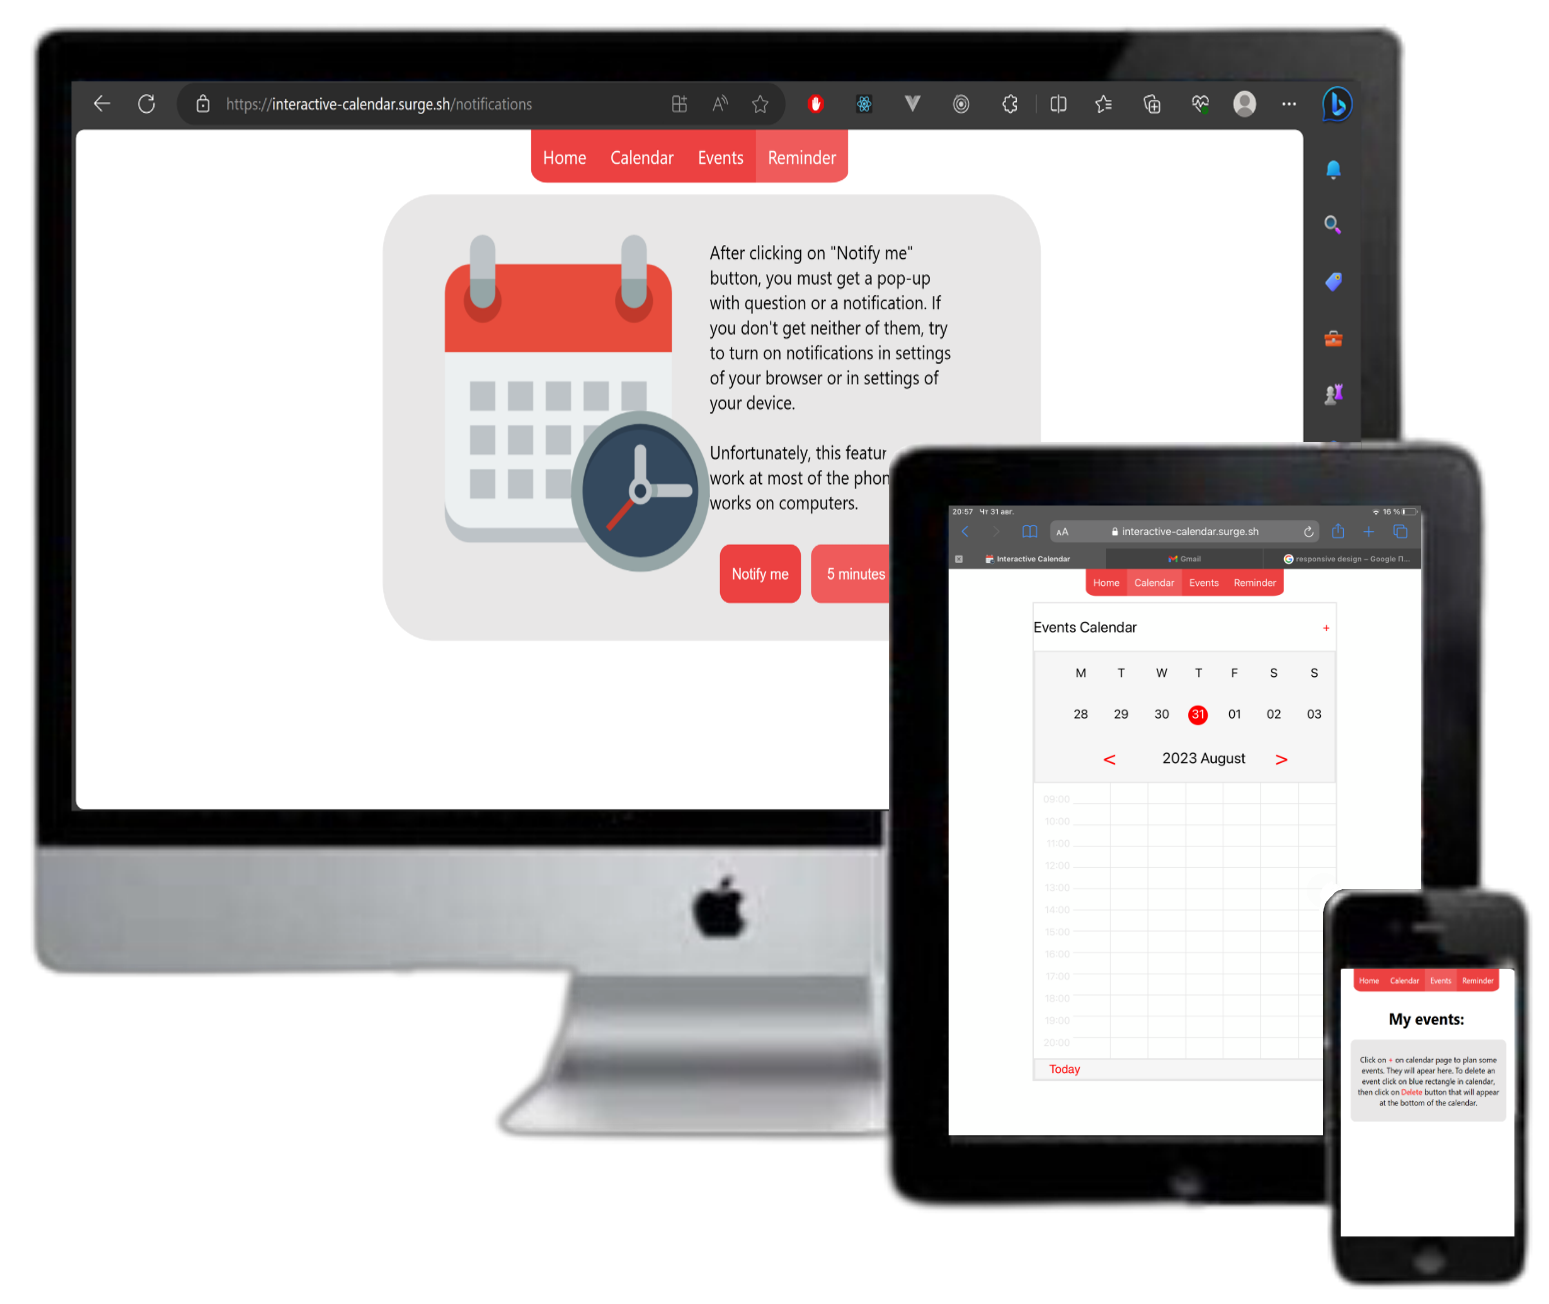 https://interactive-calendar.surge.sh/notifications
Home Calendar Events Reminder
After clicking on "Notify me"
button, you must get a pop-up
with question or a notification. If
you don't get neither of them, try
to turn on notifications in settings
of your browser or in settings of
your device.
Unfortunately, this featur
work at most of the phon
works on computers.
Notify me 5 minutes
20:57 Чт 31 авг. 16 %
AA interactive-calendar.surge.sh
Interactive Calendar Gmail responsive design – Google П...
Home Calendar Events Reminder
Events Calendar +
M T W T F S S
28 29 30 31 01 02 03
< 2023 August >
09:00
10:00
11:00
12:00
13:00
14:00
15:00
16:00
17:00
18:00
19:00
20:00
Today
Home Calendar Events Reminder
My events:
Click on + on calendar page to plan some
events. They will apear here. To delete an
event click on blue rectangle in calendar,
then click on Delete button that will appear
at the bottom of the calendar.